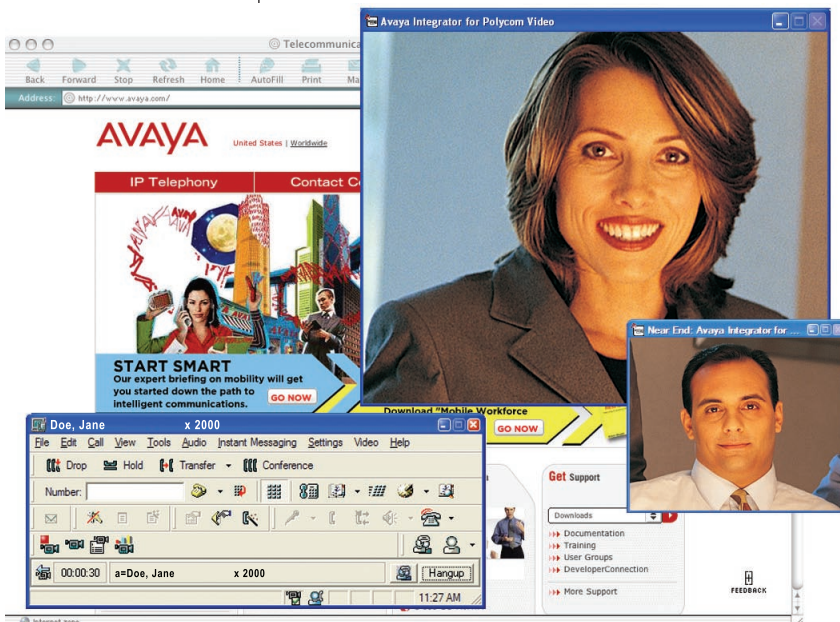 Avaya Integrator for Polycom Video
Telecommunica
Back Forward Stop Refresh Home AutoFill Print Ma
Address: http://www.avaya.com/
AVAYA
United States | Worldwide
IP Telephony Contact Co
START SMART
Our expert briefing on mobility will get
you started down the path to
intelligent communications.
GO NOW
Near End: Avaya Integrator for ...
Download "Mobile Workforce
GO NOW
Doe, Jane x 2000
File Edit Call View Tools Audio Instant Messaging Settings Video Help
Drop Hold Transfer Conference
Number:
00:00:30 a=Doe, Jane x 2000 Hangup
11:27 AM
Get Support
Downloads
Documentation
Training
User Groups
DeveloperConnection
More Support
FEEDBACK
Internet zone